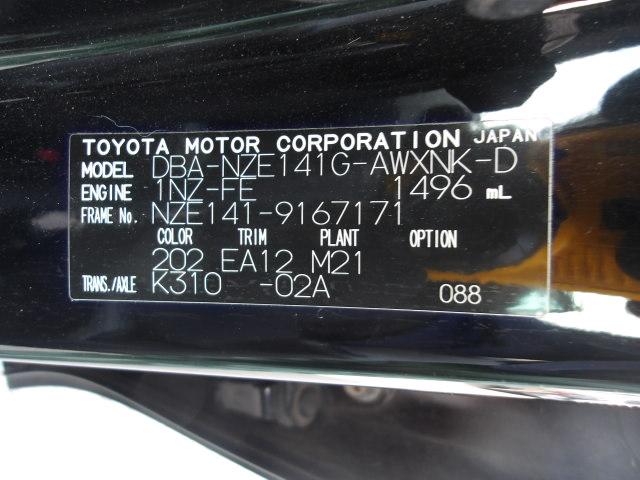 TOYOTA MOTOR CORPORATION JAPAN
MODEL DBA-NZE141G-AWXNK-D
ENGINE 1NZ-FE 1496 mL
FRAME No. NZE141-9167171
COLOR TRIM PLANT OPTION
202 EA12 M21
TRANS./AXLE K310 -02A 088